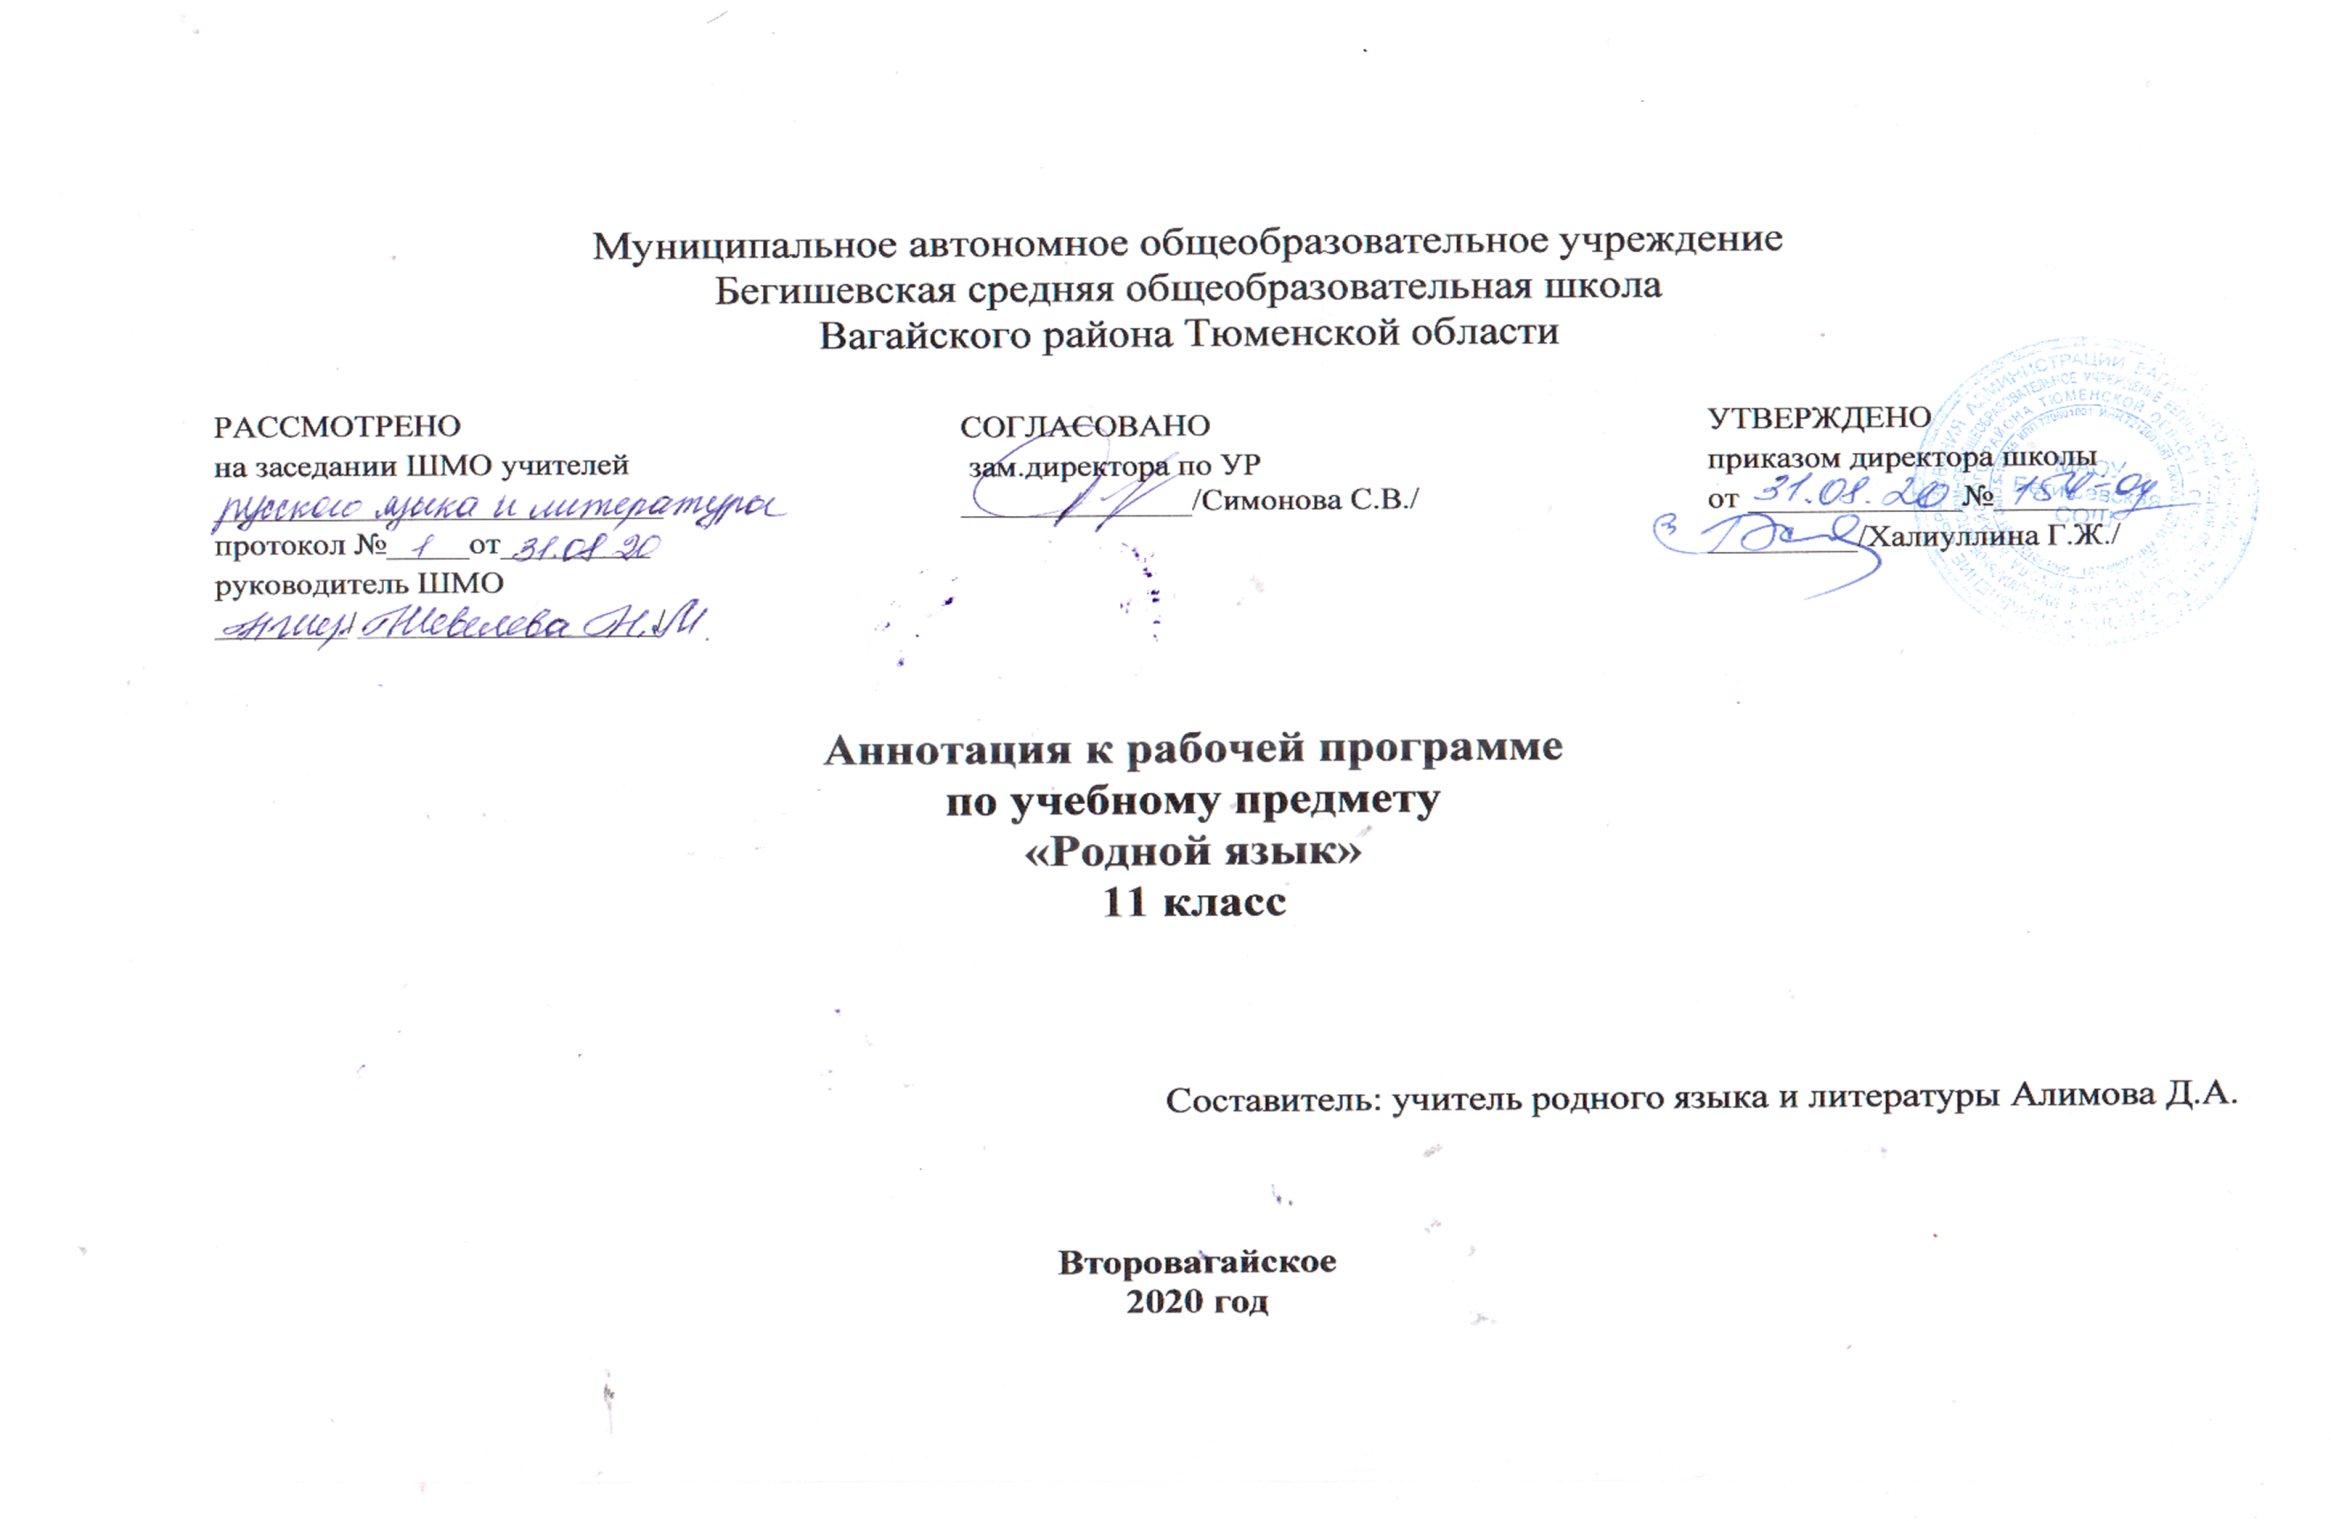 Муниципальное автономное общеобразовательное учреждение
Бегишевская средняя общеобразовательная школа
Вагайского района Тюменской области
РАССМОТРЕНО
на заседании ШМО учителей
русского языка и литературы
протокол № 1 от 31.08 20
руководитель ШМО
Шевелева Н.М.
СОГЛАСОВАНО
зам.директора по УР
/Симонова С.В./
УТВЕРЖДЕНО
приказом директора школы
от 31.08.20 №
/Халиуллина Г.Ж./
Аннотация к рабочей программе
по учебному предмету
«Родной язык»
11 класс
Составитель: учитель родного языка и литературы Алимова Д.А.
Второвагайское
2020 год